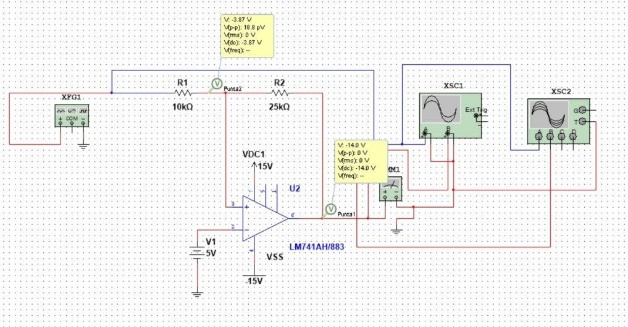 V: -3.87 V
V(p-p): 10.8 pV
V(rms): 0 V
V(dc): -3.87 V
V(freq): --
XFG1
COM
R1
10kΩ
V
Punta2
R2
25kΩ
XSC1
Ext Trig
XSC2
G
T
A
B
C
D
V: -14.0 V
V(p-p): 0 V
V(rms): 0 V
V(dc): -14.0 V
V(freq): --
VDC1
15V
U2
V
Punta1
LM741AH/883
V1
5V
VSS
-15V